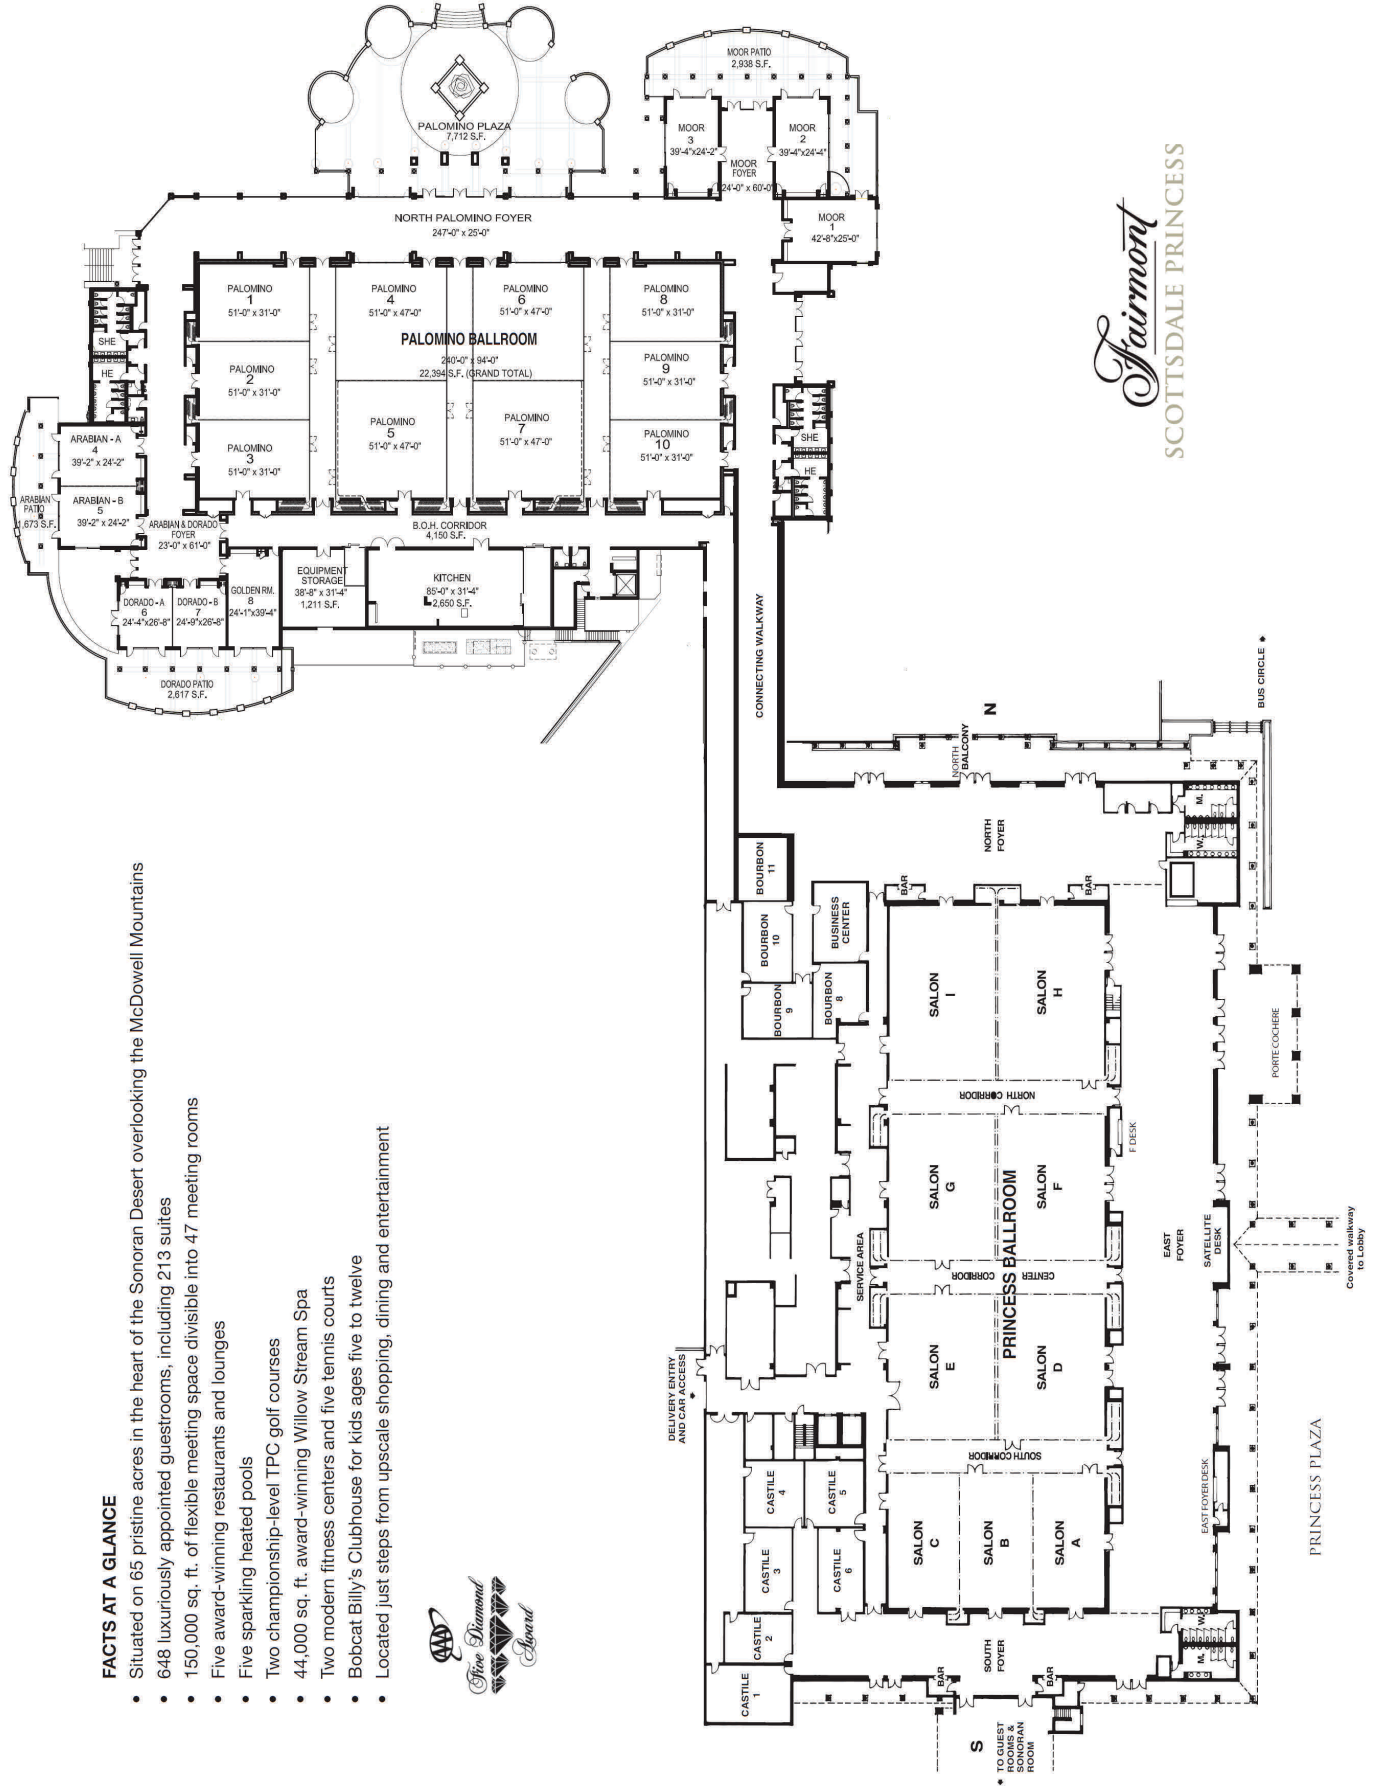 MOOR PATIO
2,938 S.F.
PALOMINO PLAZA
7,712 S.F.
MOOR
3
39'-4"x24'-2"
MOOR
2
39'-4"x24'-4"
MOOR
FOYER
24'-0" x 60'-0"
MOOR
1
42'-8"x25'-0"
NORTH PALOMINO FOYER
247'-0" x 25'-0"
PALOMINO
1
51'-0" x 31'-0"
PALOMINO
4
51'-0" x 47'-0"
PALOMINO
6
51'-0" x 47'-0"
PALOMINO
8
51'-0" x 31'-0"
PALOMINO BALLROOM
240'-0" x 94'-0"
22,394 S.F. (GRAND TOTAL)
PALOMINO
2
51'-0" x 31'-0"
PALOMINO
9
51'-0" x 31'-0"
PALOMINO
3
51'-0" x 31'-0"
PALOMINO
5
51'-0" x 47'-0"
PALOMINO
7
51'-0" x 47'-0"
PALOMINO
10
51'-0" x 31'-0"
SHE
HE
SHE
HE
ARABIAN - A
4
39'-2" x 24'-2"
ARABIAN - B
5
39'-2" x 24'-2"
ARABIAN
PATIO
1,673 S.F.
ARABIAN & DORADO
FOYER
23'-0" x 61'-0"
B.O.H. CORRIDOR
4,150 S.F.
DORADO - A
6
24'-4"x26'-8"
DORADO - B
7
24'-9"x26'-8"
GOLDEN RM.
8
24'-1"x39'-4"
EQUIPMENT
STORAGE
38'-8" x 31'-4"
1,211 S.F.
KITCHEN
85'-0" x 31'-4"
2,650 S.F.
DORADO PATIO
2,617 S.F.
Fairmont
SCOTTSDALE PRINCESS
CONNECTING WALKWAY
BUS CIRCLE
N
NORTH
BALCONY
NORTH
FOYER
M.
W.
BAR
BAR
BOURBON
11
BOURBON
10
BOURBON
9
BOURBON
8
BUSINESS
CENTER
SALON
I
SALON
H
NORTH CORRIDOR
PORTE COCHERE
F DESK
SALON
G
SALON
F
PRINCESS BALLROOM
SERVICE AREA
CENTER
CORRIDOR
EAST
FOYER
SATELLITE
DESK
Covered walkway
to Lobby
SALON
E
SALON
D
SOUTH CORRIDOR
DELIVERY ENTRY
AND CAR ACCESS
CASTILE
4
CASTILE
5
CASTILE
3
CASTILE
6
CASTILE
2
CASTILE
1
SALON
C
SALON
B
SALON
A
EAST FOYER DESK
PRINCESS PLAZA
SOUTH
FOYER
BAR
BAR
W.
M.
S
TO GUEST
ROOMS &
SONORAN
ROOM
FACTS AT A GLANCE
• Situated on 65 pristine acres in the heart of the Sonoran Desert overlooking the McDowell Mountains
• 648 luxuriously appointed guestrooms, including 213 suites
• 150,000 sq. ft. of flexible meeting space divisible into 47 meeting rooms
• Five award-winning restaurants and lounges
• Five sparkling heated pools
• Two championship-level TPC golf courses
• 44,000 sq. ft. award-winning Willow Stream Spa
• Two modern fitness centers and five tennis courts
• Bobcat Billy's Clubhouse for kids ages five to twelve
• Located just steps from upscale shopping, dining and entertainment
AAA
Five Diamond
Award